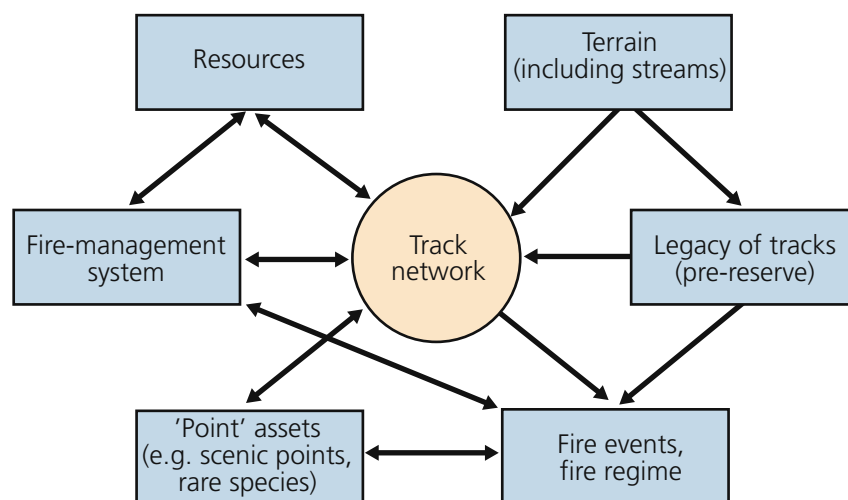 Resources
Terrain
(including streams)
Fire-management
system
Track
network
Legacy of tracks
(pre-reserve)
'Point' assets
(e.g. scenic points,
rare species)
Fire events,
fire regime